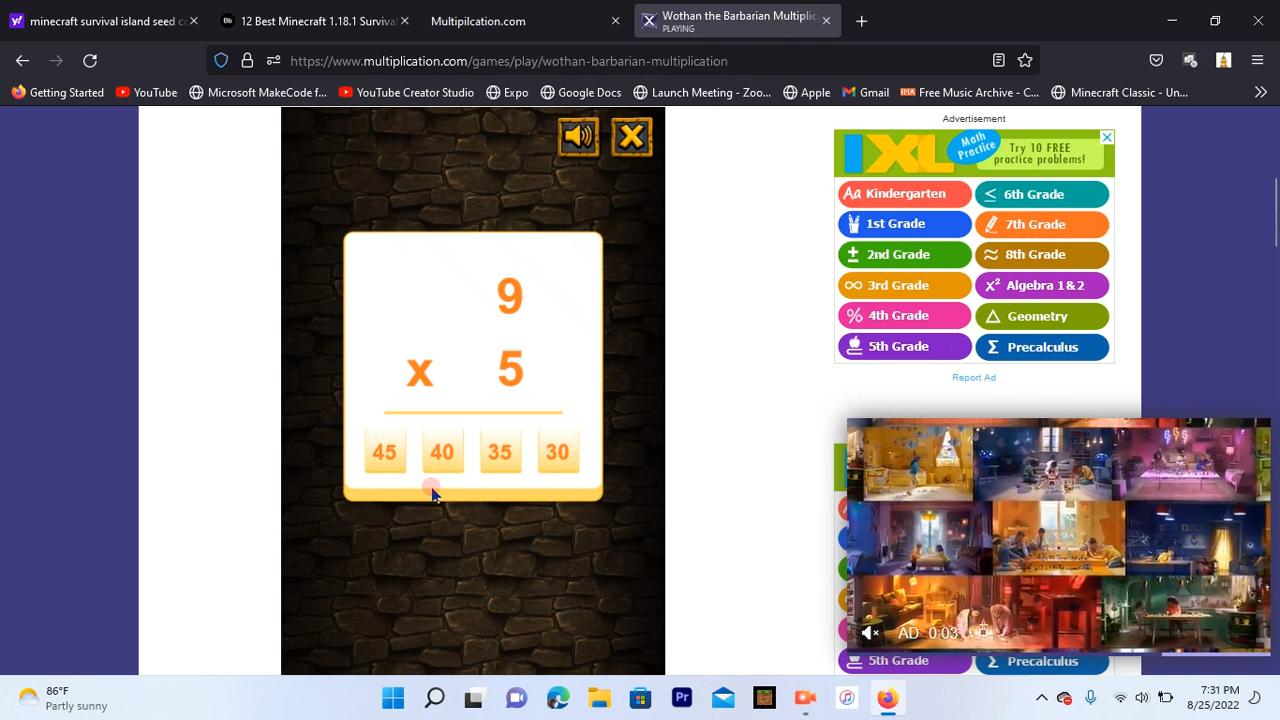 minecraft survival island seed c
12 Best Minecraft 1.18.1 Surviva
Multipilcation.com
Wothan the Barbarian Multiplic
PLAYING
https://www.multiplication.com/games/play/wothan-barbarian-multiplication
Getting Started
YouTube
Microsoft MakeCode f...
YouTube Creator Studio
Expo
Google Docs
Launch Meeting - Zoo...
Apple
Gmail
Free Music Archive - C...
Minecraft Classic - Un...
9
x 5
45 40 35 30
Advertisement
IXL
Math
Practice
Try 10 FREE
practice problems!
Aa Kindergarten
6th Grade
1st Grade
7th Grade
2nd Grade
8th Grade
3rd Grade
Algebra 1 & 2
4th Grade
Geometry
5th Grade
Precalculus
Report Ad
AD 0:03
5th Grade
Precalculus
86°F
Partly sunny
Pr
7:31 PM
8/25/2022